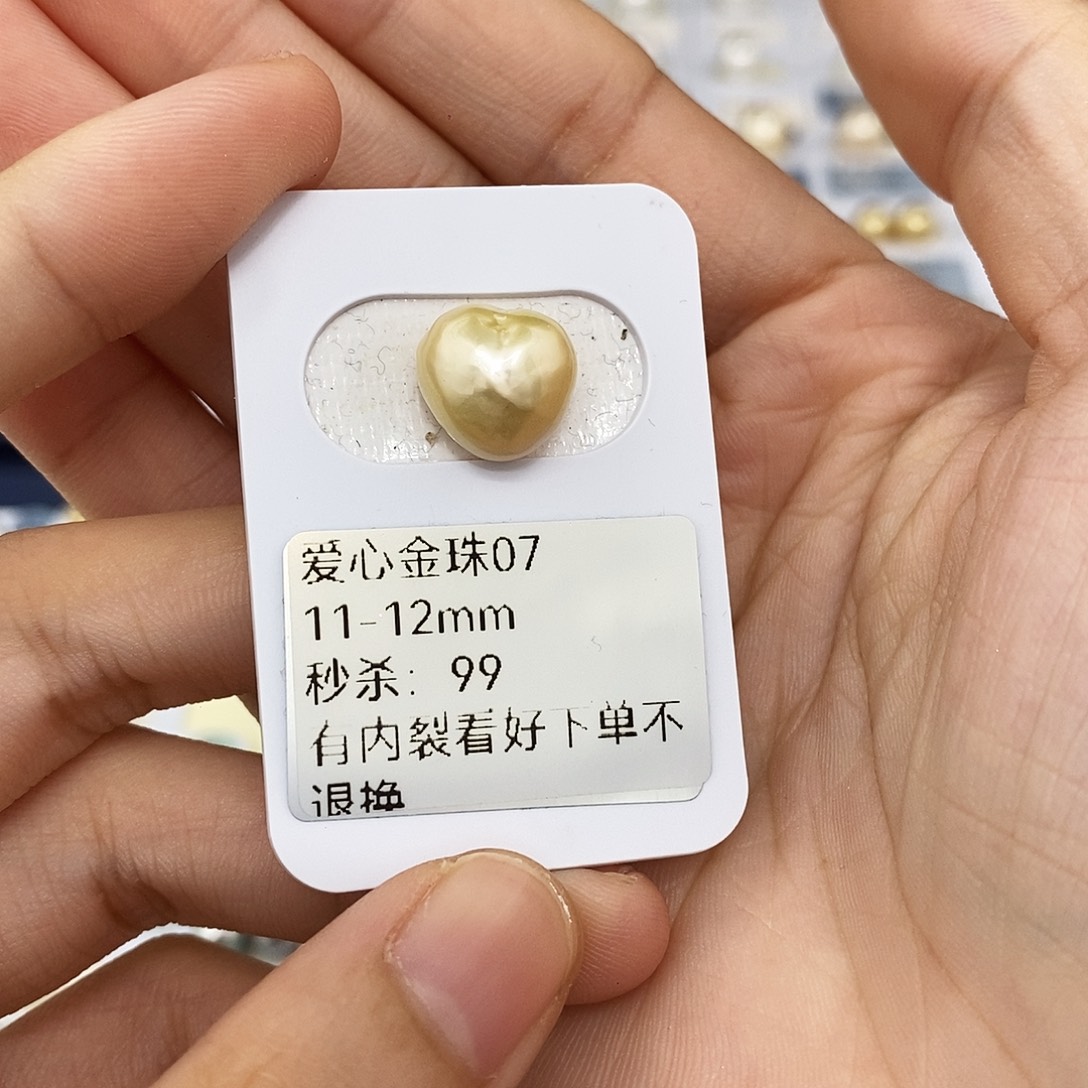 爱心金珠07
11-12mm
秒杀：99
有内裂看好下单不
退换